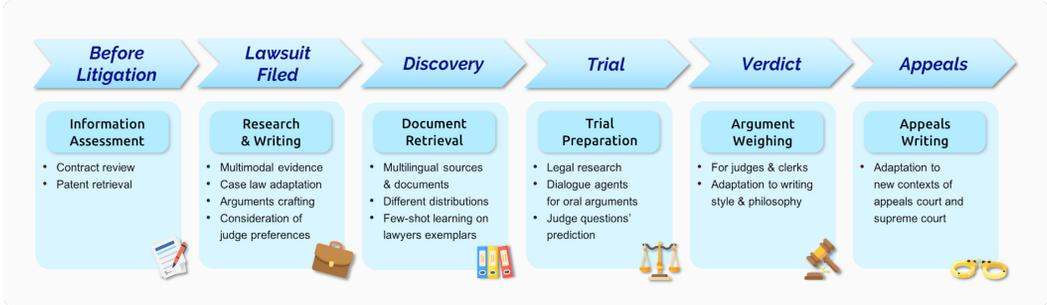 Before
Litigation
Lawsuit
Filed
Discovery
Trial
Verdict
Appeals
Information
Assessment
• Contract review
• Patent retrieval
Research
& Writing
• Multimodal evidence
• Case law adaptation
• Arguments crafting
• Consideration of
judge preferences
Document
Retrieval
• Multilingual sources
& documents
• Different distributions
• Few-shot learning on
lawyers exemplars
Trial
Preparation
• Legal research
• Dialogue agents
for oral arguments
• Judge questions'
prediction
Argument
Weighing
• For judges & clerks
• Adaptation to writing
style & philosophy
Appeals
Writing
• Adaptation to
new contexts of
appeals court and
supreme court